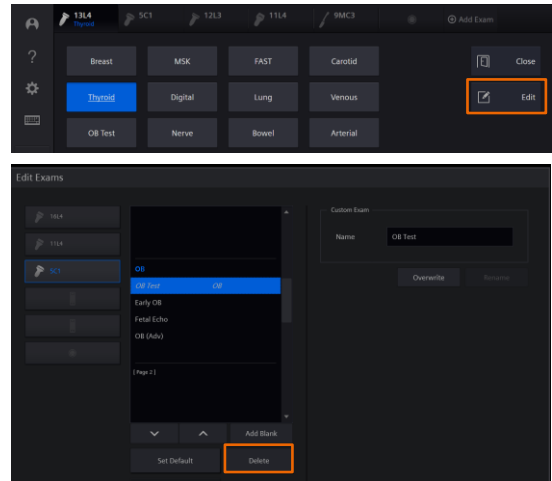 13L4 5C1 12L3 11L4 9MC3 Add Exam
Thyroid
? Breast MSK FAST Carotid Close
Thyroid Digital Lung Venous Edit
OB Test Nerve Bowel Arterial
Edit Exams
Custom Exam
13L4
Name OB Test
11L4
5C1
OB
Overwrite Rename
OB Test OB
Early OB
Fetal Echo
OB (Adv)
[ Page 2 ]
Add Blank
Set Default Delete